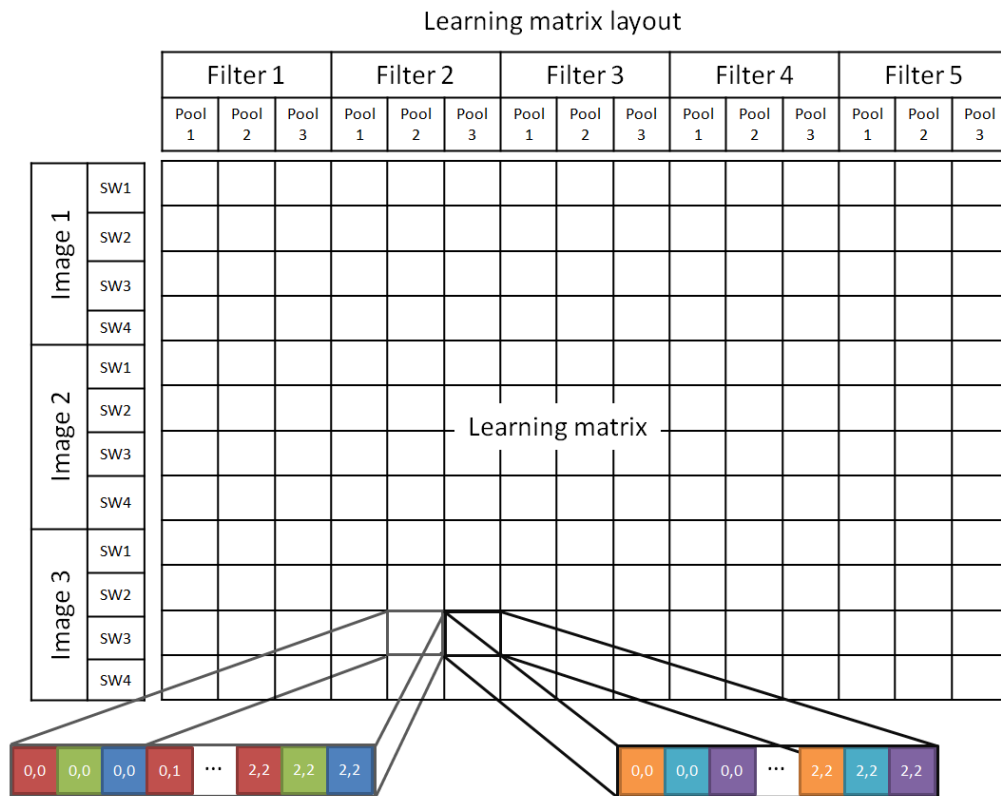 Learning matrix layout
Filter 1 Filter 2 Filter 3 Filter 4 Filter 5
Pool 1 Pool 2 Pool 3 Pool 1 Pool 2 Pool 3 Pool 1 Pool 2 Pool 3 Pool 1 Pool 2 Pool 3 Pool 1 Pool 2 Pool 3
Image 1
SW1
SW2
SW3
SW4
Image 2
SW1
SW2
SW3
SW4
Learning matrix
Image 3
SW1
SW2
SW3
SW4
0,0 0,0 0,0 0,1 ... 2,2 2,2 2,2
0,0 0,0 0,0 ... 2,2 2,2 2,2